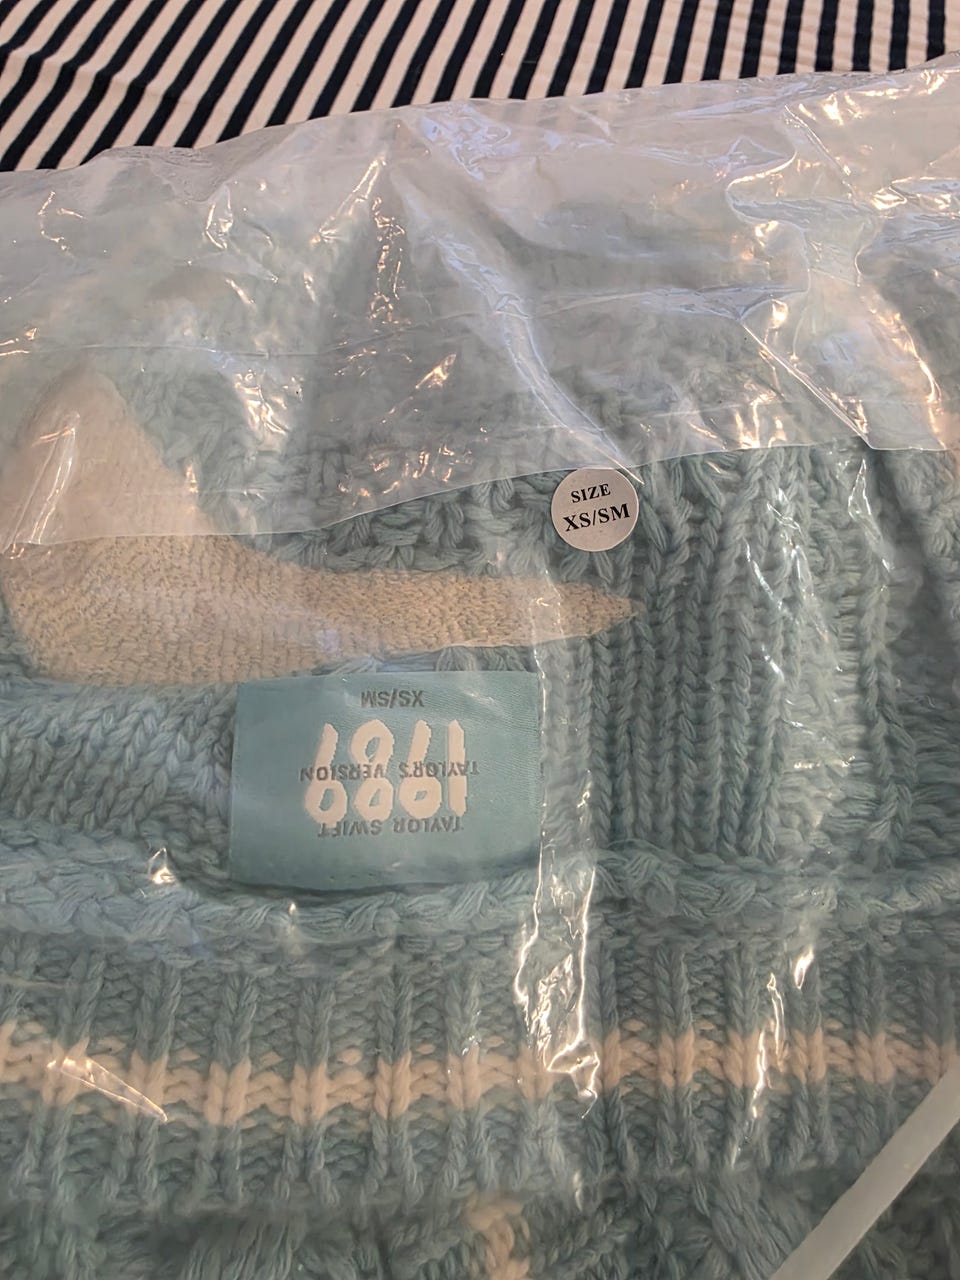 SIZE
XS/SM
TAYLOR SWIFT
1989
TAYLOR'S VERSION
XS/SM